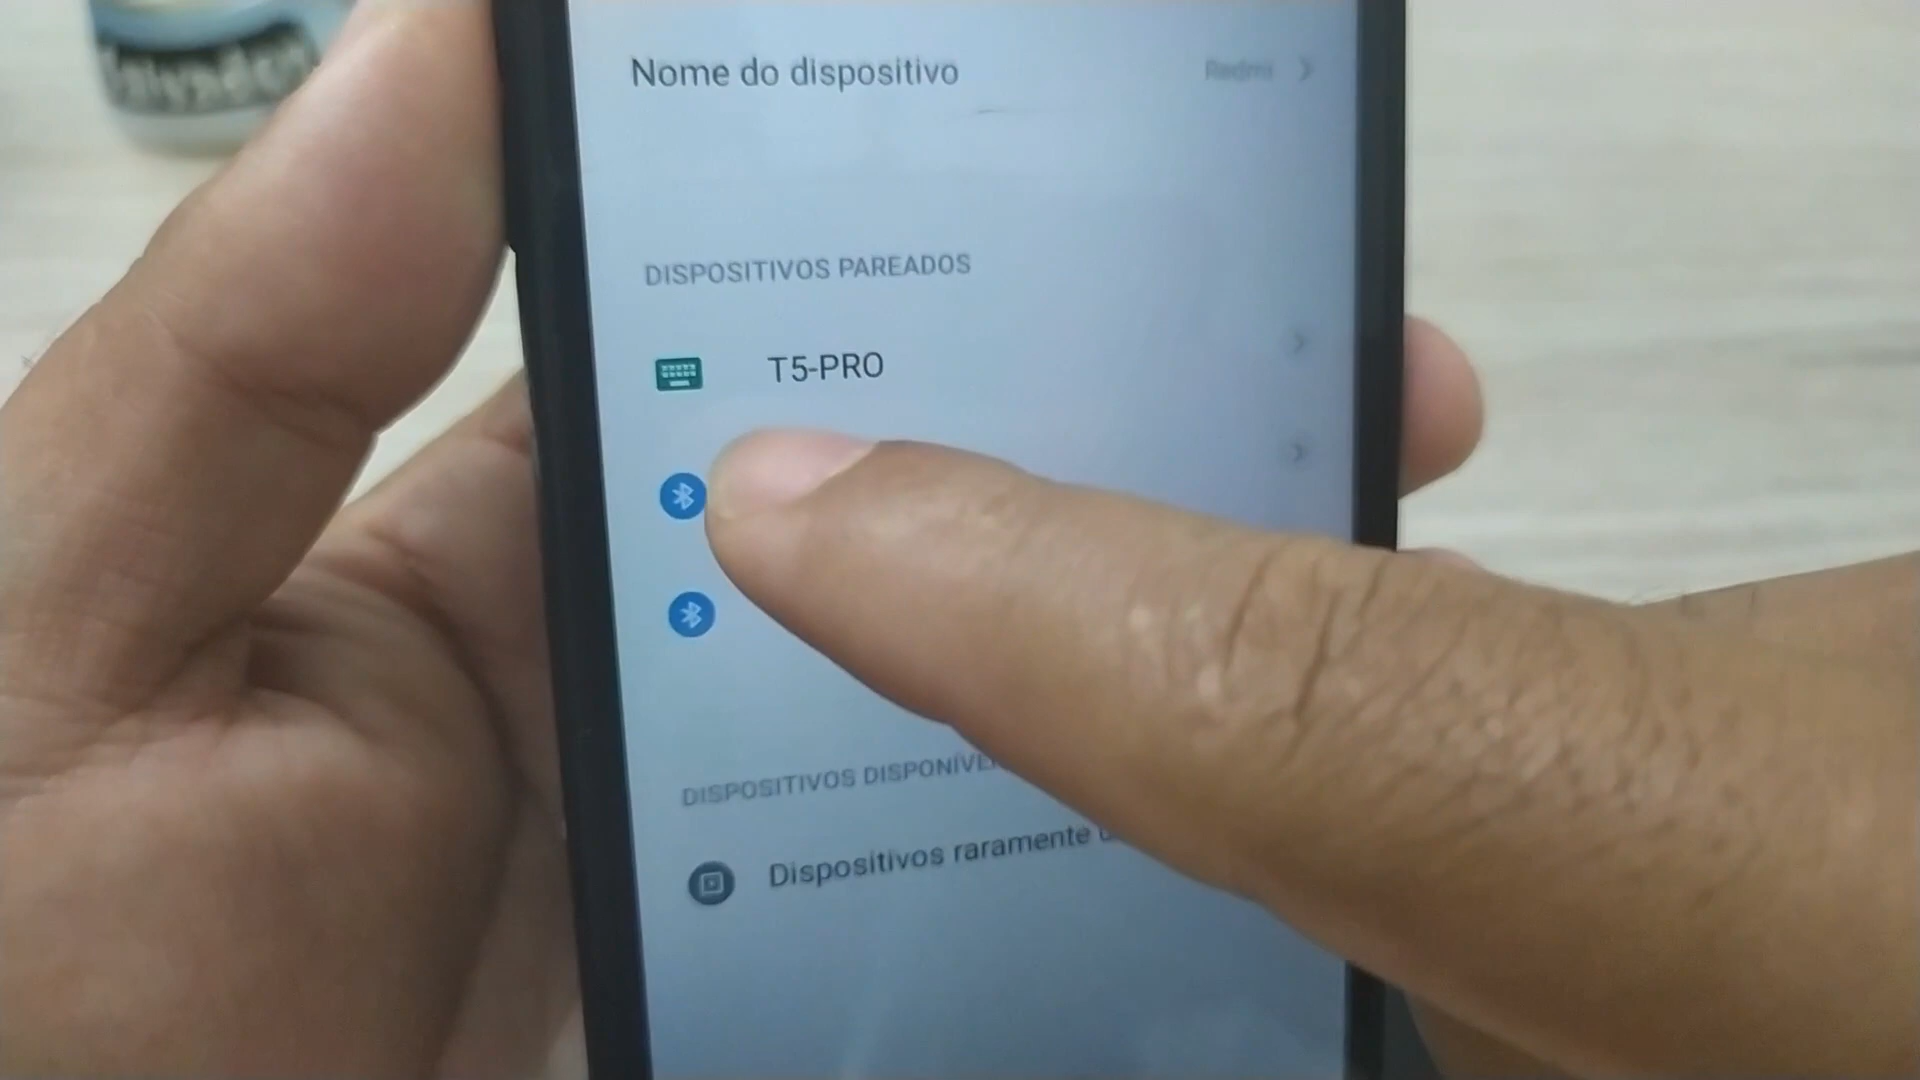 Nome do dispositivo
Redmi
DISPOSITIVOS PAREADOS
T5-PRO
DISPOSITIVOS DISPONÍVE
Dispositivos raramente